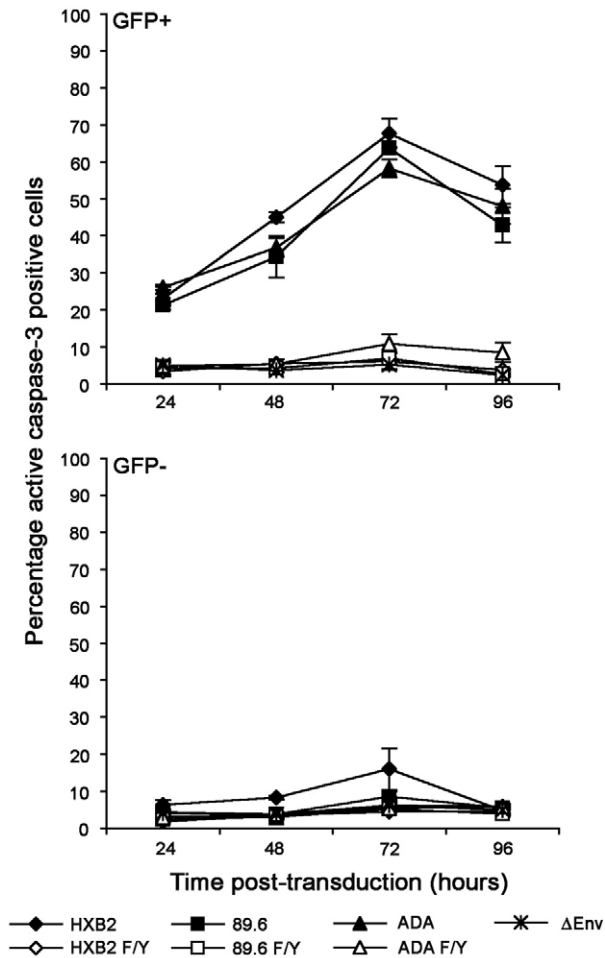 GFP+
100
90
80
70
60
50
40
30
20
10
0
24 48 72 96
Percentage active caspase-3 positive cells
GFP-
100
90
80
70
60
50
40
30
20
10
0
24 48 72 96
Time post-transduction (hours)
HXB2 89.6 ADA ΔEnv
HXB2 F/Y 89.6 F/Y ADA F/Y